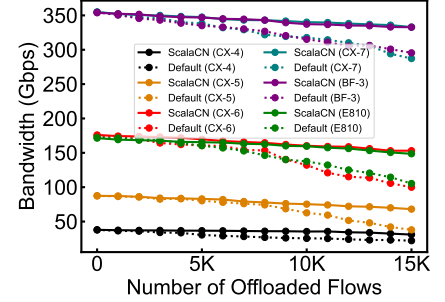 Bandwidth (Gbps)
350
300
250
200
150
100
50
ScalaCN (CX-4)
Default (CX-4)
ScalaCN (CX-5)
Default (CX-5)
ScalaCN (CX-6)
Default (CX-6)
ScalaCN (CX-7)
Default (CX-7)
ScalaCN (BF-3)
Default (BF-3)
ScalaCN (E810)
Default (E810)
0
5K
10K
15K
Number of Offloaded Flows